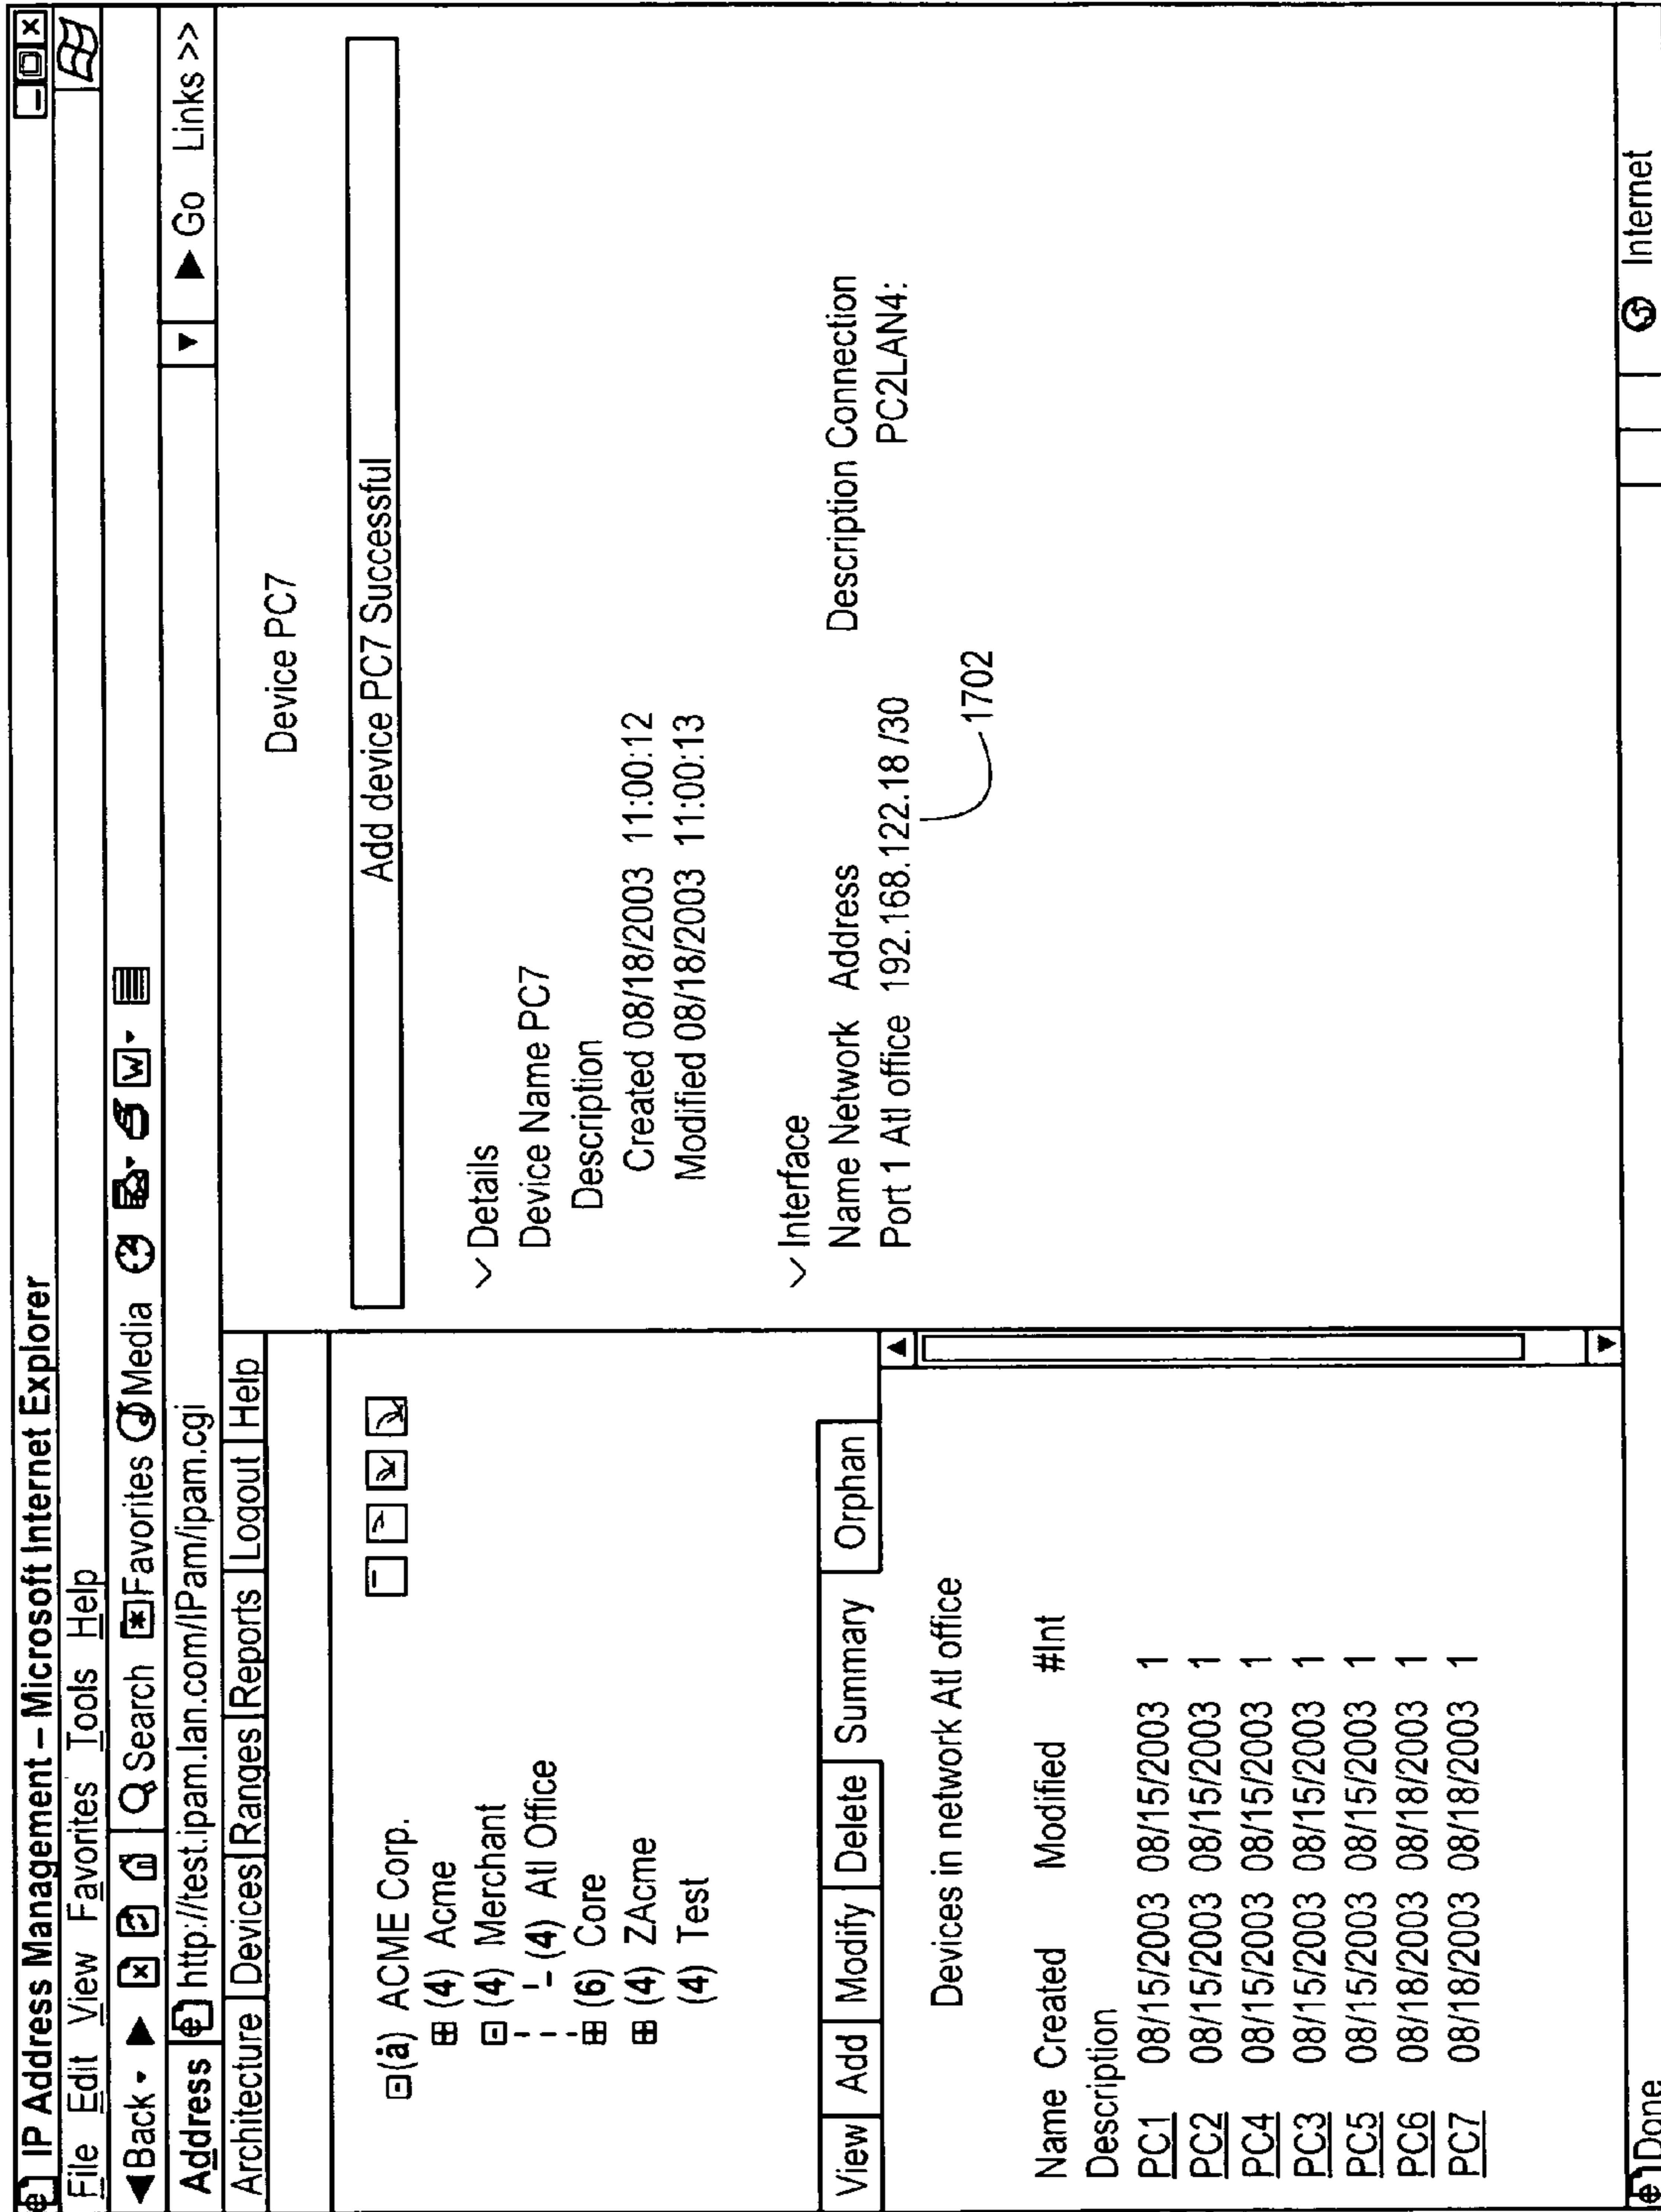 IP Address Management – Microsoft Internet Explorer
File Edit View Favorites Tools Help
Back Search Favorites Media
Address http://test.ipam.lan.com/IPam/ipam.cgi Go Links >>
Architecture Devices Ranges Reports Logout Help
(a) ACME Corp.
(4) Acme
(4) Merchant
(4) Atl Office
(6) Core
(4) ZAcme
(4) Test
View Add Modify Delete Summary Orphan
Devices in network Atl office
Name Created Modified #Int
Description
PC1 08/15/2003 08/15/2003 1
PC2 08/15/2003 08/15/2003 1
PC4 08/15/2003 08/15/2003 1
PC3 08/15/2003 08/15/2003 1
PC5 08/15/2003 08/15/2003 1
PC6 08/18/2003 08/18/2003 1
PC7 08/18/2003 08/18/2003 1
Device PC7
Add device PC7 Successful
Details
Device Name PC7
Description
Created 08/18/2003 11:00:12
Modified 08/18/2003 11:00:13
Interface
Name Network Address Description Connection
Port 1 Atl office 192.168.122.18 /30 PC2LAN4:
1702
Done Internet